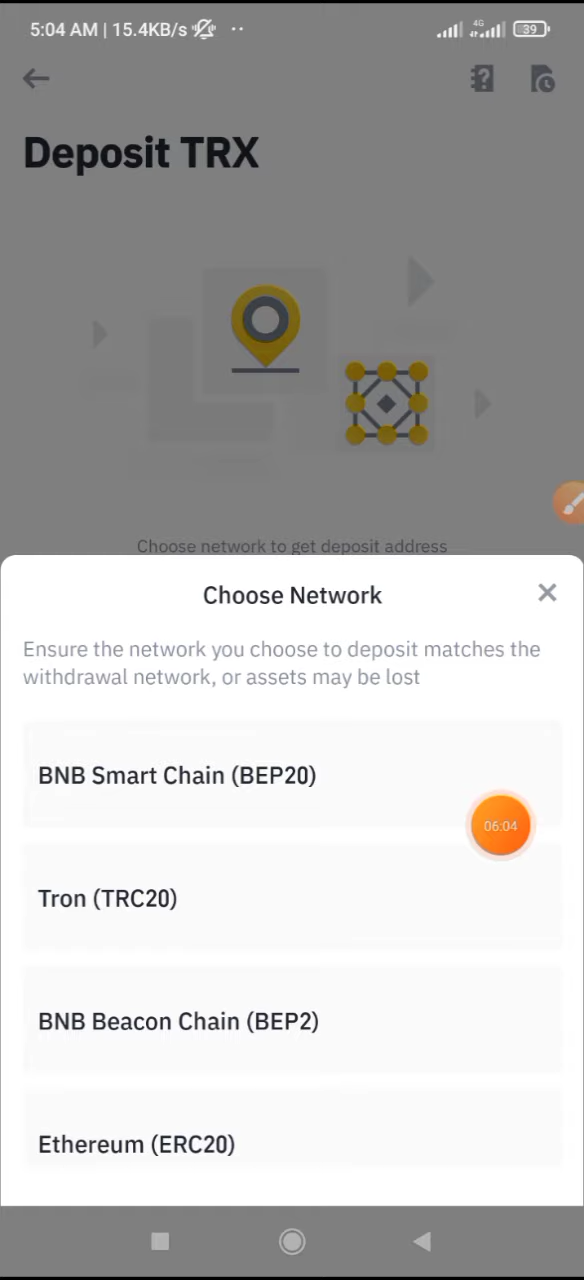 5:04 AM | 15.4KB/s
4G
39
Deposit TRX
Choose network to get deposit address
Choose Network
Ensure the network you choose to deposit matches the
withdrawal network, or assets may be lost
BNB Smart Chain (BEP20)
06:04
Tron (TRC20)
BNB Beacon Chain (BEP2)
Ethereum (ERC20)